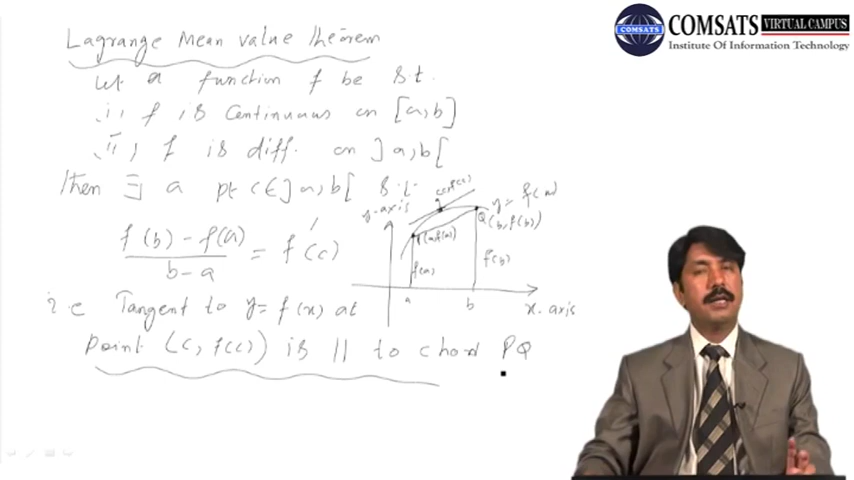 COMSATS
COMSATS VIRTUAL CAMPUS
Institute Of Information Technology
Lagrange Mean value theorem
Let a function f be s.t.
i, f is Continuous on [a,b]
ii, f is diff. on ]a,b[
Then ∃ a pt c∈]a,b[ s.t.
f(b) - f(a) / b-a = f'(c)
y-axis
(c,f(c))
y = f(x)
Q(b, f(b))
P(a,f(a))
f(a)
f(b)
a
b
x-axis
i.e Tangent to y= f(x) at
point (c, f(c)) is || to chord PQ